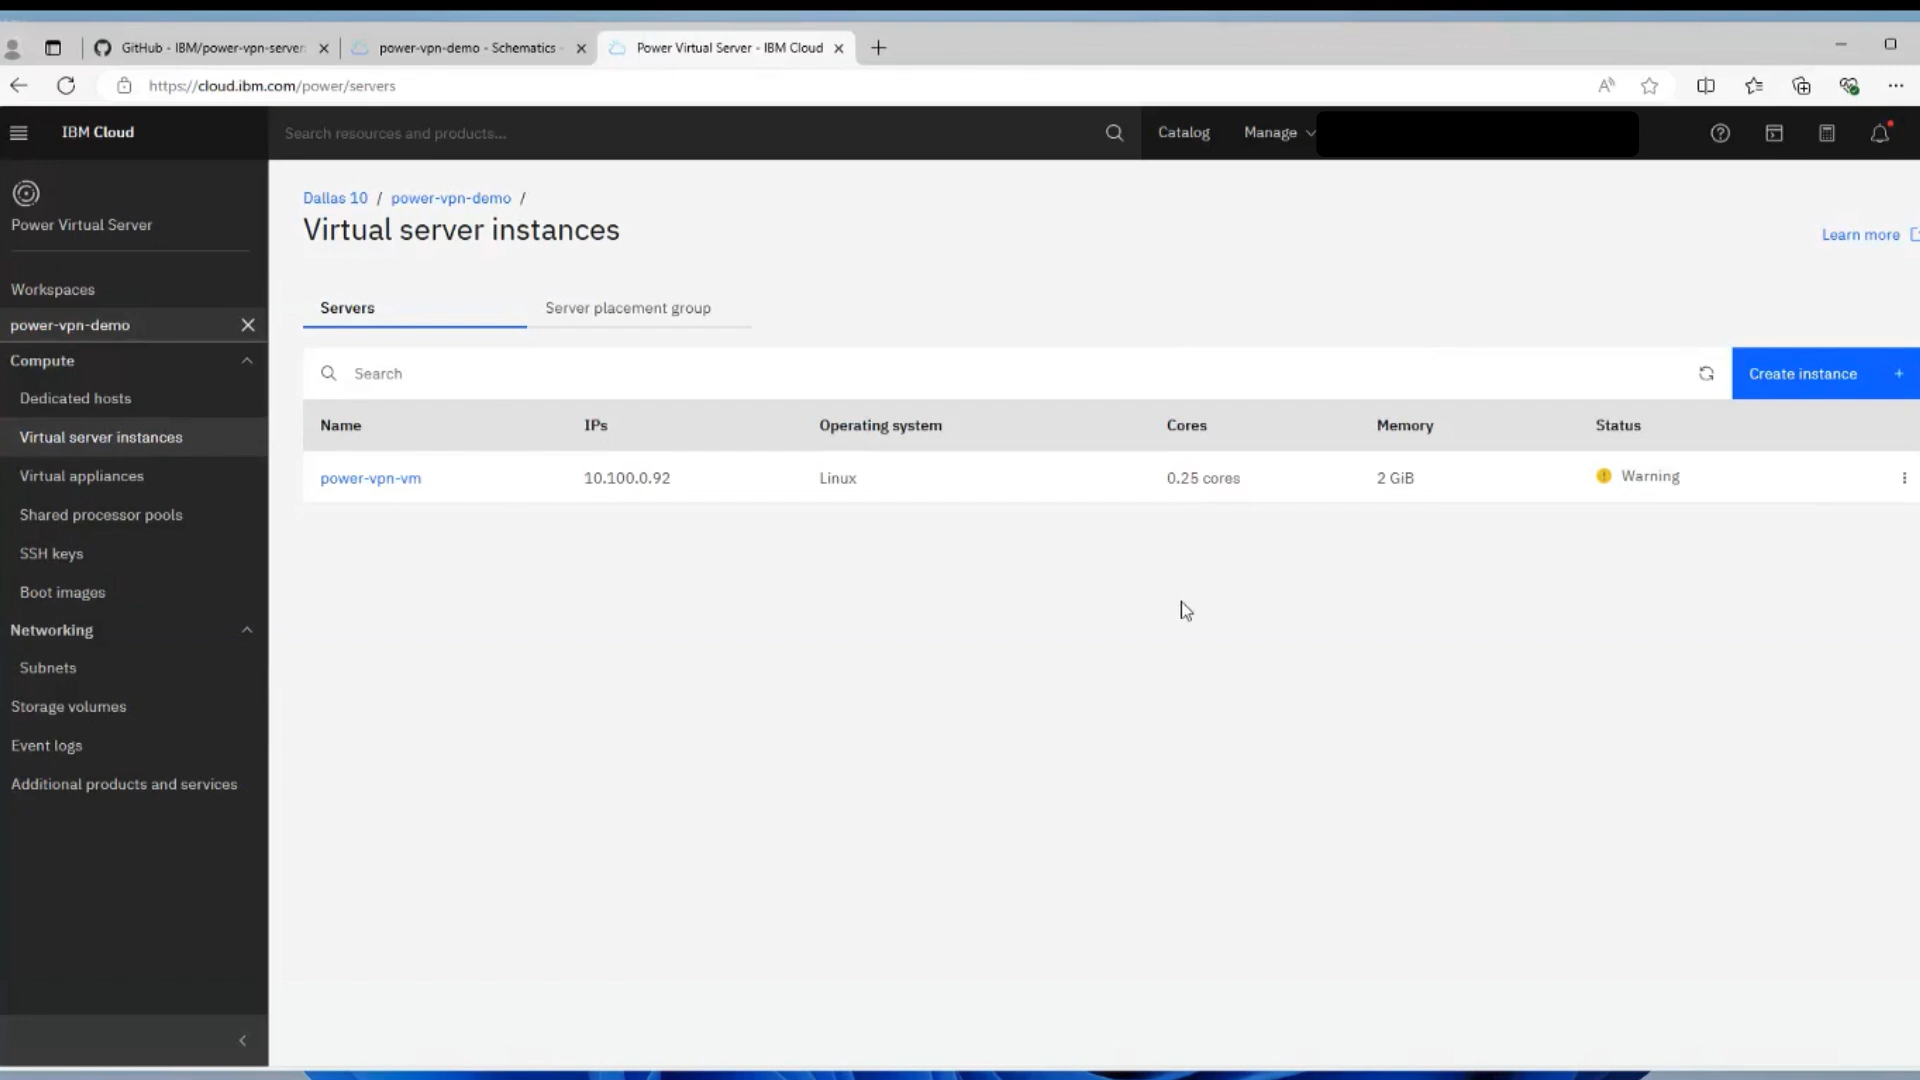 GitHub - IBM/power-vpn-server
power-vpn-demo - Schematics -
Power Virtual Server - IBM Cloud
https://cloud.ibm.com/power/servers
IBM Cloud
Search resources and products...
Catalog
Manage
Power Virtual Server
Workspaces
power-vpn-demo
Compute
Dedicated hosts
Virtual server instances
Virtual appliances
Shared processor pools
SSH keys
Boot images
Networking
Subnets
Storage volumes
Event logs
Additional products and services
Dallas 10 / power-vpn-demo /
Virtual server instances
Learn more
Servers
Server placement group
Search
Create instance +
Name IPs Operating system Cores Memory Status
power-vpn-vm 10.100.0.92 Linux 0.25 cores 2 GiB Warning